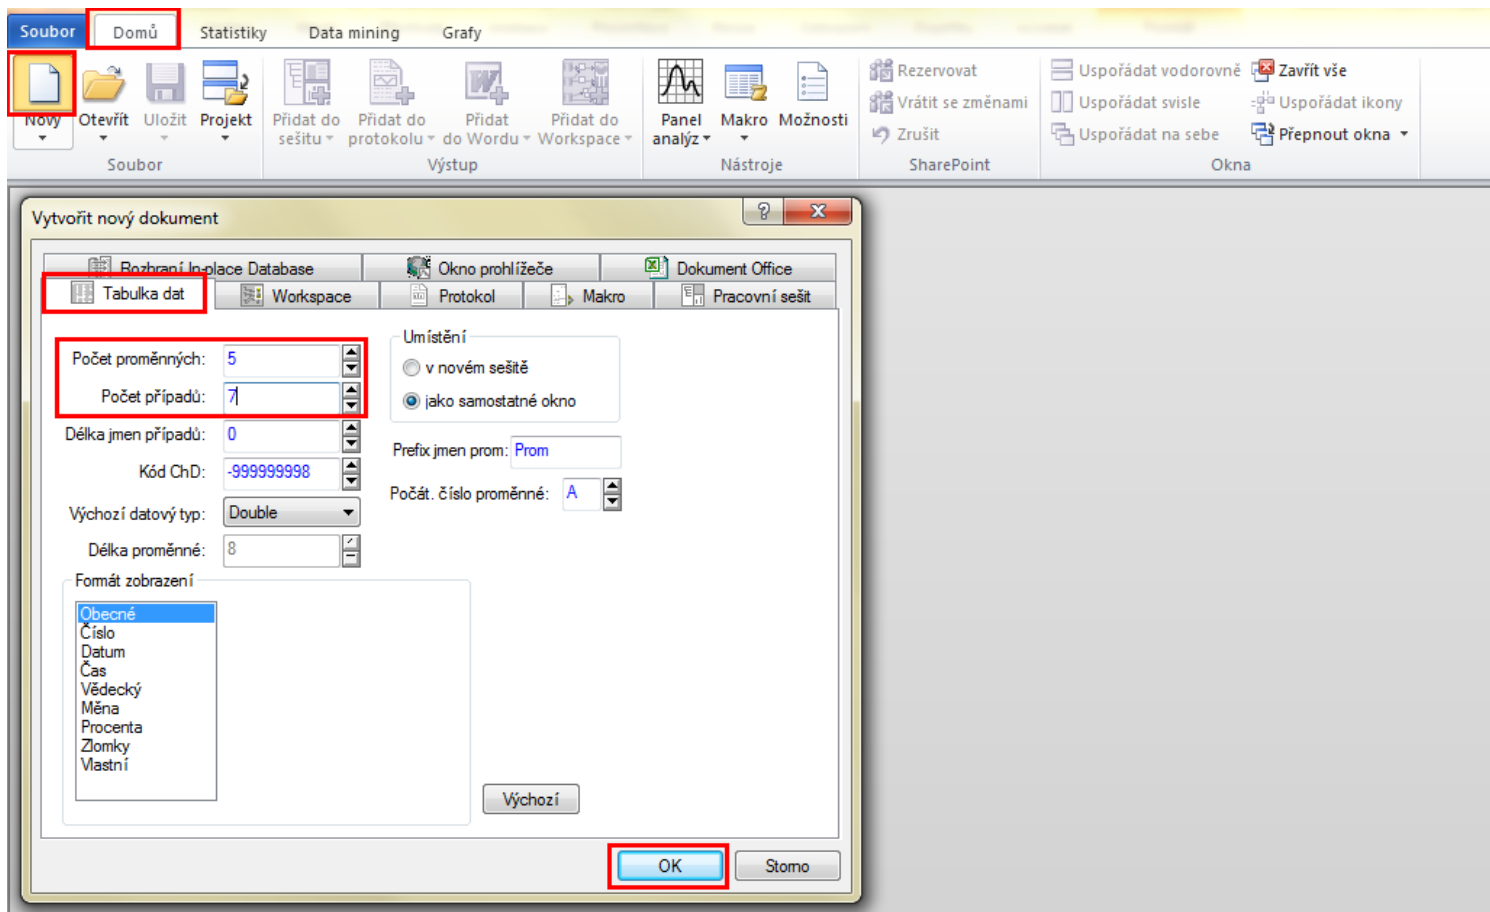 Soubor Domů Statistiky Data mining Grafy
Nový Otevřít Uložit Projekt Přidat do sešitu Přidat do protokolu Přidat do Wordu Přidat do Workspace Panel analýz Makro Možnosti
Rezervovat
Vrátit se změnami
Zrušit
Uspořádat vodorovně Zavřít vše
Uspořádat svisle Uspořádat ikony
Uspořádat na sebe Přepnout okna
Soubor Výstup Nástroje SharePoint Okna
Vytvořit nový dokument
Rozhraní In-place Database Okno prohlížeče Dokument Office
Tabulka dat Workspace Protokol Makro Pracovní sešit
Počet proměnných: 5
Počet případů: 7
Délka jmen případů: 0
Kód ChD: -999999998
Výchozí datový typ: Double
Délka proměnné: 8
Umístění
v novém sešitě
jako samostatné okno
Prefix jmen prom: Prom
Počát. číslo proměnné: A
Formát zobrazení
Obecné
Číslo
Datum
Čas
Vědecký
Měna
Procenta
Zlomky
Vlastní
Výchozí
OK Storno